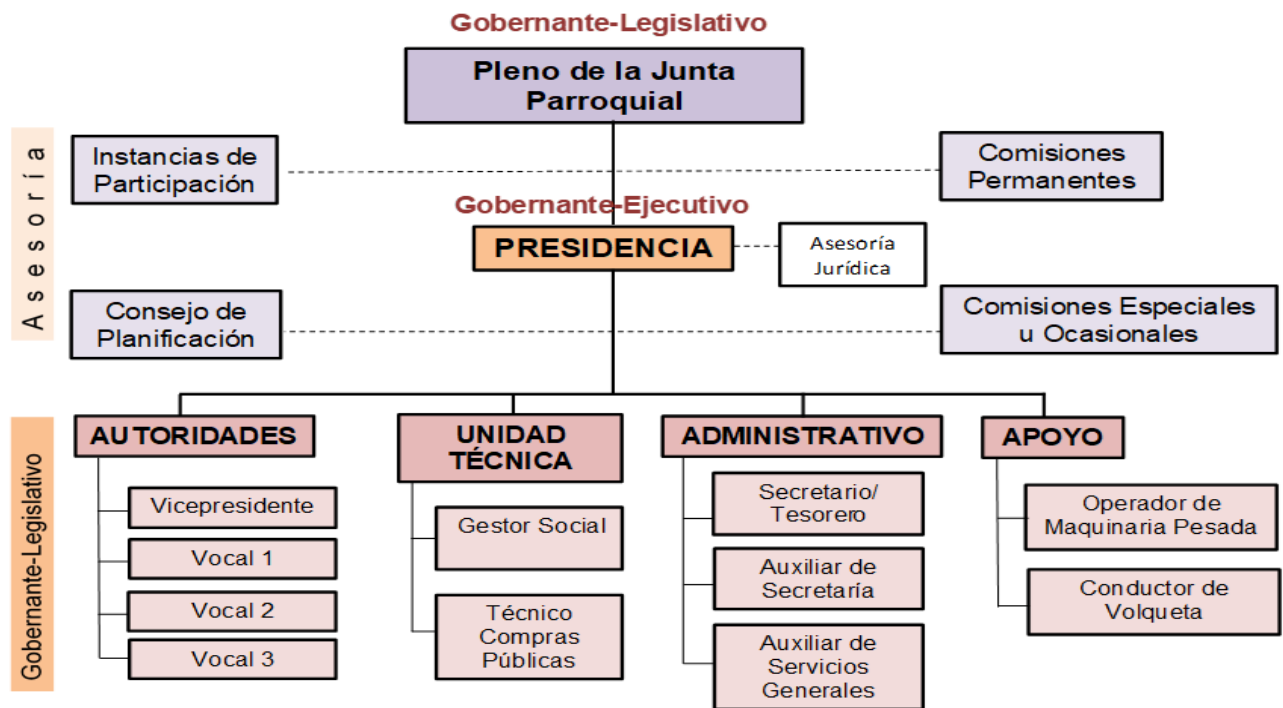 Gobernante-Legislativo
Pleno de la Junta
Parroquial
Asesoría
Instancias de
Participación
Comisiones
Permanentes
Gobernante-Ejecutivo
PRESIDENCIA
Asesoría
Jurídica
Consejo de
Planificación
Comisiones Especiales
u Ocasionales
Gobernante-Legislativo
AUTORIDADES
Vicepresidente
Vocal 1
Vocal 2
Vocal 3
UNIDAD
TÉCNICA
Gestor Social
Técnico
Compras
Públicas
ADMINISTRATIVO
Secretario/
Tesorero
Auxiliar de
Secretaría
Auxiliar de
Servicios
Generales
APOYO
Operador de
Maquinaria Pesada
Conductor de
Volqueta